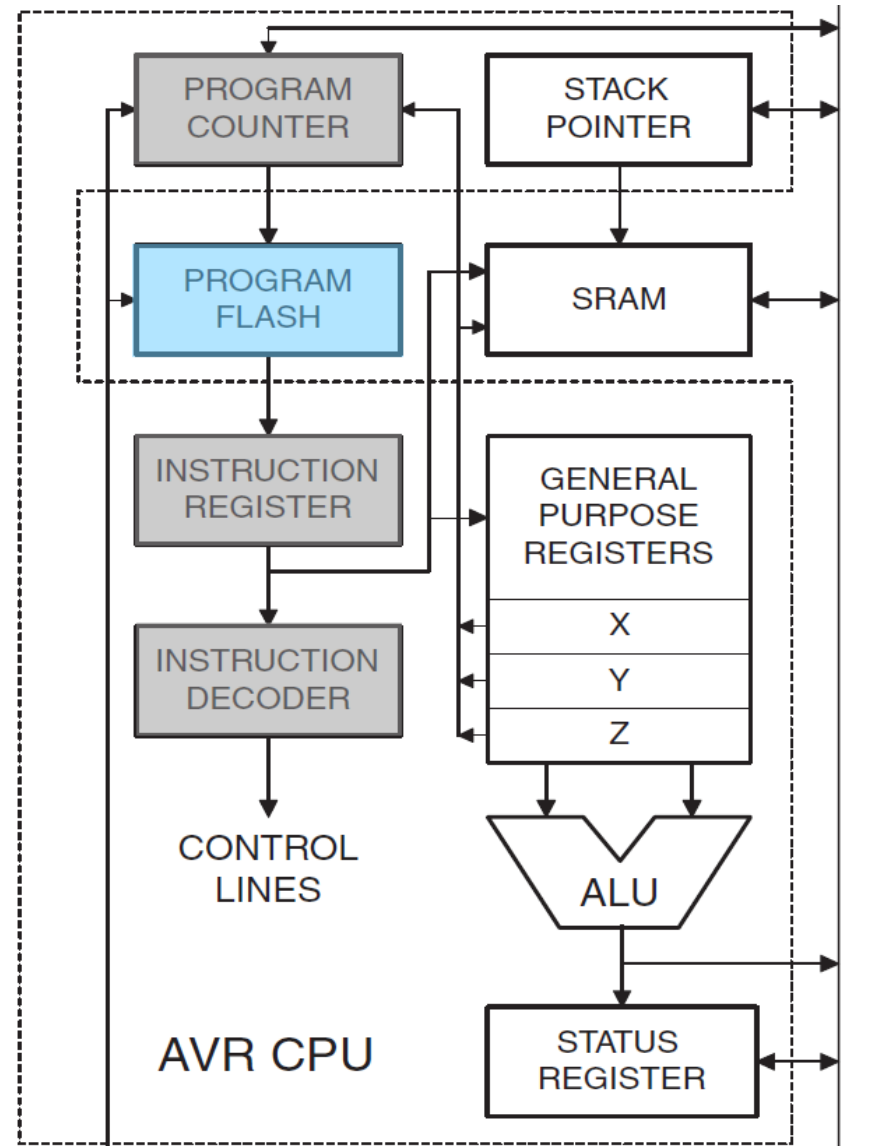 PROGRAM
COUNTER
STACK
POINTER
PROGRAM
FLASH
SRAM
INSTRUCTION
REGISTER
GENERAL
PURPOSE
REGISTERS
X
Y
Z
INSTRUCTION
DECODER
CONTROL
LINES
ALU
AVR CPU
STATUS
REGISTER